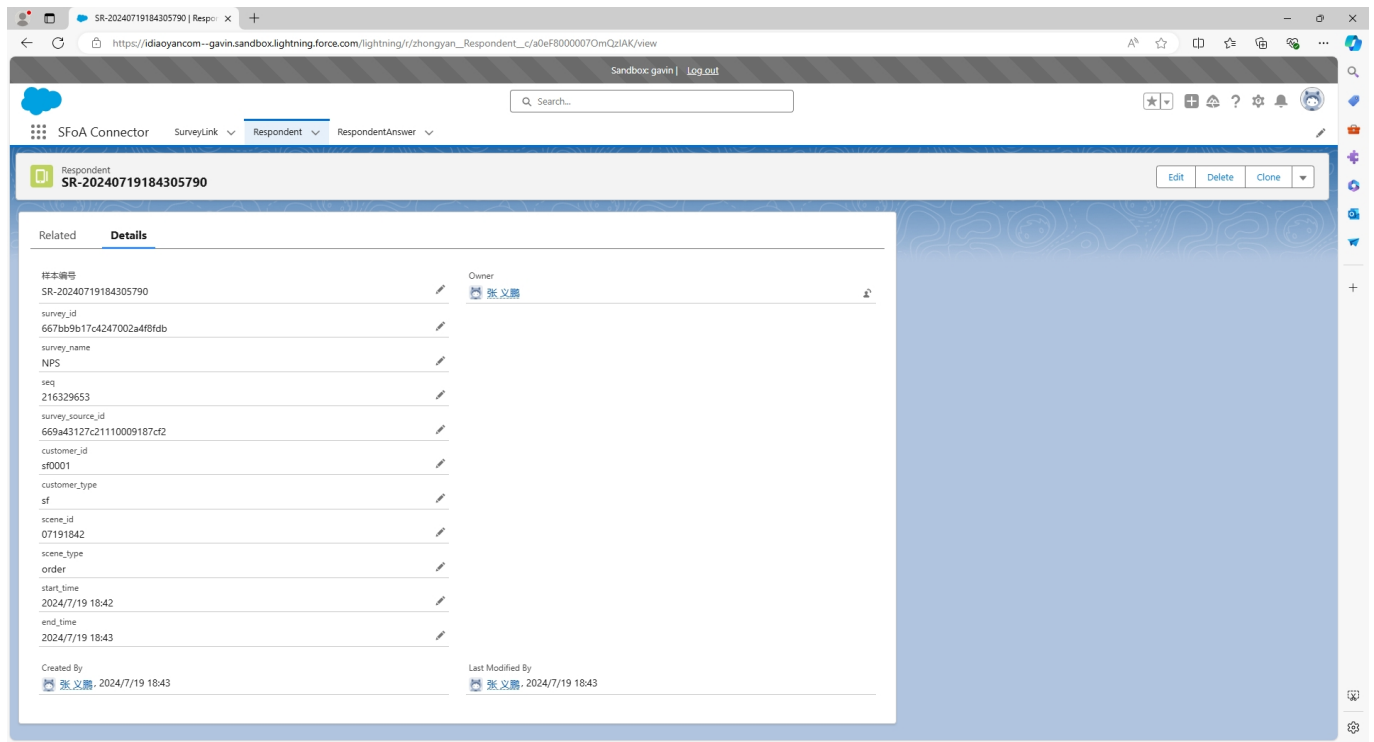 SR-20240719184305790 | Respor
https://idiaoyancom--gavin.sandbox.lightning.force.com/lightning/r/zhongyan__Respondent__c/a0eF8000007OmQzIAK/view
Sandbox: gavin | Log out
Search...
SFoA Connector SurveyLink Respondent RespondentAnswer
Respondent
SR-20240719184305790
Edit Delete Clone
Related Details
样本编号
SR-20240719184305790
Owner
张 义鹏
survey_id
667bb9b17c4247002a4f8fdb
survey_name
NPS
seq
216329653
survey_source_id
669a43127c21110009187cf2
customer_id
sf0001
customer_type
sf
scene_id
07191842
scene_type
order
start_time
2024/7/19 18:42
end_time
2024/7/19 18:43
Created By
张 义鹏, 2024/7/19 18:43
Last Modified By
张 义鹏, 2024/7/19 18:43